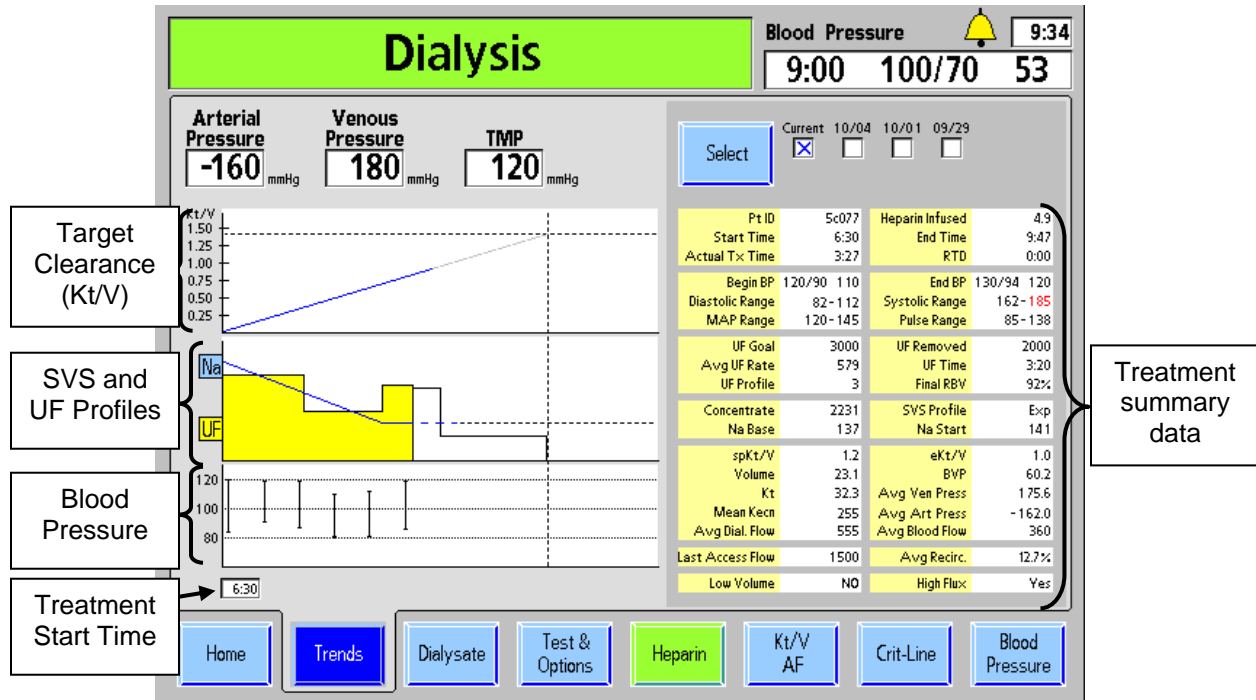 Dialysis
Blood Pressure
9:34
9:00 100/70 53
Arterial Pressure
-160 mmHg
Venous Pressure
180 mmHg
TMP
120 mmHg
Select
Current 10/04 10/01 09/29
Target
Clearance
(Kt/V)
Kt/V
1.50
1.25
1.00
0.75
0.50
0.25
SVS and
UF Profiles
Na
UF
Blood
Pressure
120
100
80
Treatment
Start Time
6:30
Pt ID 5c077 Heparin Infused 4.9
Start Time 6:30 End Time 9:47
Actual Tx Time 3:27 RTD 0:00
Begin BP 120/90 110 End BP 130/94 120
Diastolic Range 82-112 Systolic Range 162-185
MAP Range 120-145 Pulse Range 85-138
UF Goal 3000 UF Removed 2000
Avg UF Rate 579 UF Time 3:20
UF Profile 3 Final RBV 92%
Concentrate 2231 SVS Profile Exp
Na Base 137 Na Start 141
spKt/V 1.2 eKt/V 1.0
Volume 23.1 BVP 60.2
Kt 32.3 Avg Ven Press 175.6
Mean Kecn 255 Avg Art Press -162.0
Avg Dial. Flow 555 Avg Blood Flow 360
Last Access Flow 1500 Avg Recirc. 12.7%
Low Volume NO High Flux Yes
Treatment
summary
data
Home
Trends
Dialysate
Test &
Options
Heparin
Kt/V
AF
Crit-Line
Blood
Pressure